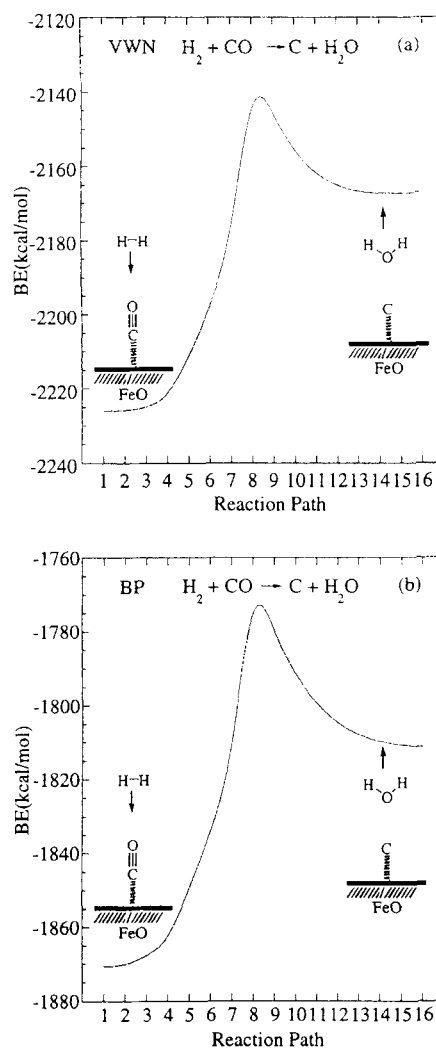 VWN H₂ + CO → C + H₂O (a)
-2120
-2140
-2160
-2180
-2200
-2220
-2240
BE(kcal/mol)
H–H
O
C
FeO
H H
O
C
FeO
1 2 3 4 5 6 7 8 9 10 11 12 13 14 15 16
Reaction Path
BP H₂ + CO → C + H₂O (b)
-1760
-1780
-1800
-1820
-1840
-1860
-1880
BE(kcal/mol)
H–H
O
C
FeO
H H
O
C
FeO
1 2 3 4 5 6 7 8 9 10 11 12 13 14 15 16
Reaction Path